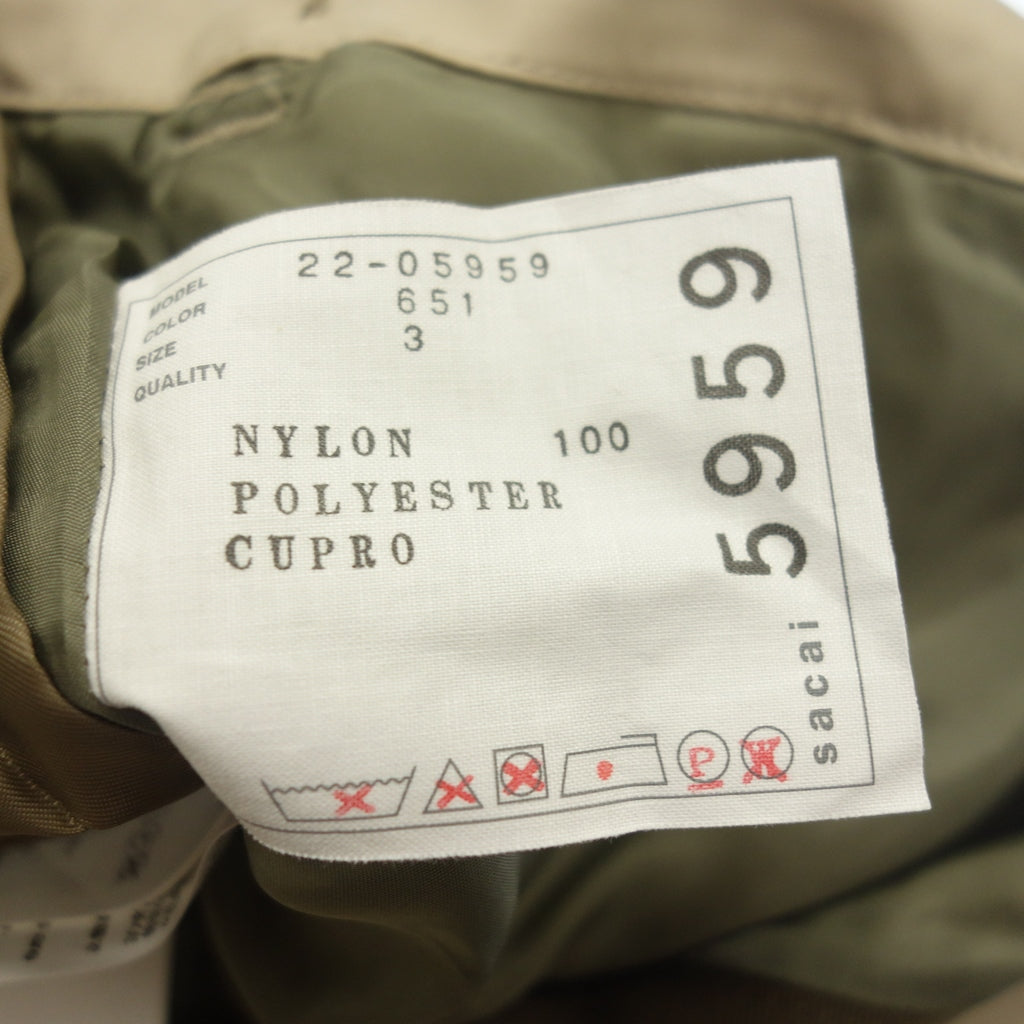 MODEL 22-05959
COLOR 651
SIZE 3
QUALITY
NYLON 100
POLYESTER
CUPRO
P
W
5959
sacai